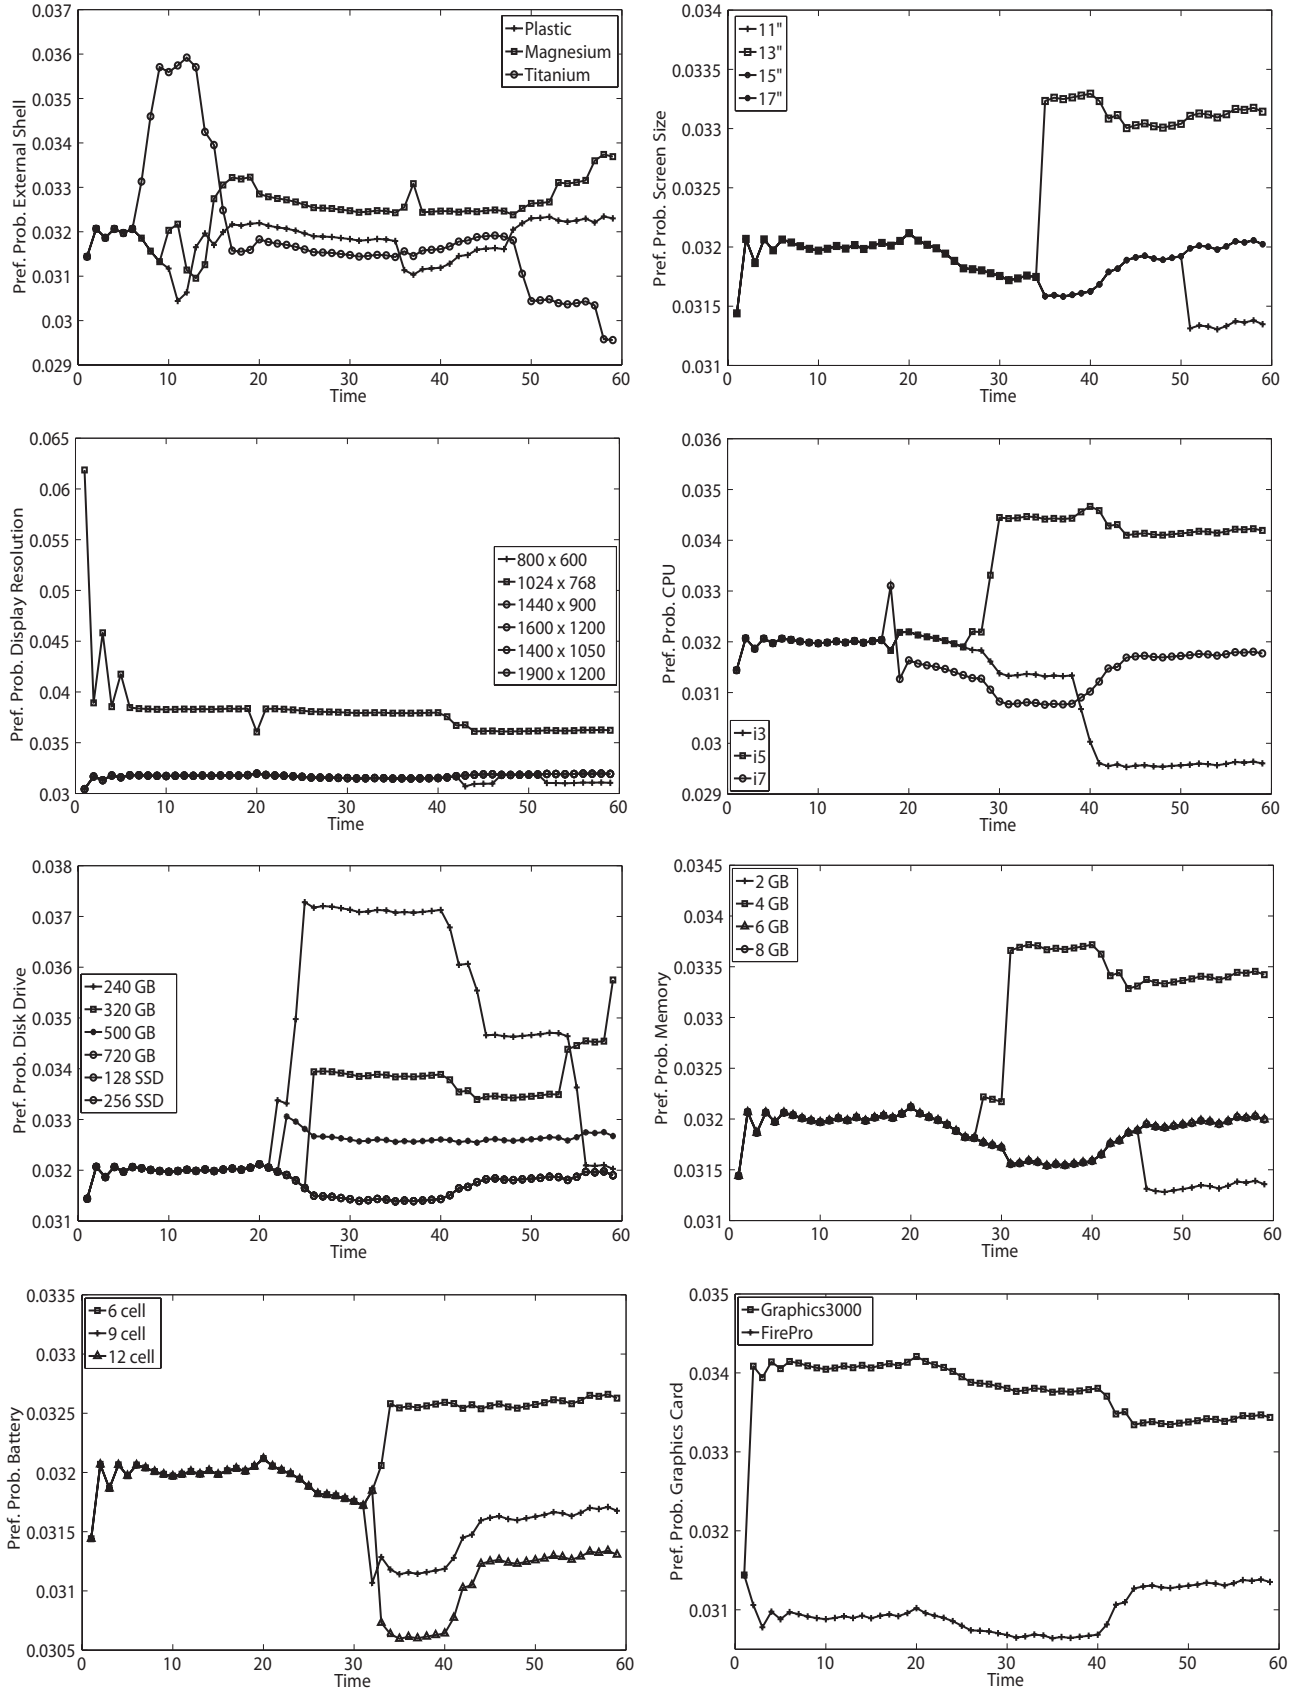 Pref. Prob. External Shell
0.037
0.036
0.035
0.034
0.033
0.032
0.031
0.03
0.029
0 10 20 30 40 50 60
Time
Plastic
Magnesium
Titanium
Pref. Prob. Screen Size
0.034
0.0335
0.033
0.0325
0.032
0.0315
0.031
0 10 20 30 40 50 60
Time
11"
13"
15"
17"
Pref. Prob. Display Resolution
0.065
0.06
0.055
0.05
0.045
0.04
0.035
0.03
0 10 20 30 40 50 60
Time
800 x 600
1024 x 768
1440 x 900
1600 x 1200
1400 x 1050
1900 x 1200
Pref. Prob. CPU
0.036
0.035
0.034
0.033
0.032
0.031
0.03
0.029
0 10 20 30 40 50 60
Time
i3
i5
i7
Pref. Prob. Disk Drive
0.038
0.037
0.036
0.035
0.034
0.033
0.032
0.031
0 10 20 30 40 50 60
Time
240 GB
320 GB
500 GB
720 GB
128 SSD
256 SSD
Pref. Prob. Memory
0.0345
0.034
0.0335
0.033
0.0325
0.032
0.0315
0.031
0 10 20 30 40 50 60
Time
2 GB
4 GB
6 GB
8 GB
Pref. Prob. Battery
0.0335
0.033
0.0325
0.032
0.0315
0.031
0.0305
0 10 20 30 40 50 60
Time
6 cell
9 cell
12 cell
Pref. Prob. Graphics Card
0.035
0.034
0.033
0.032
0.031
0 10 20 30 40 50 60
Time
Graphics3000
FirePro